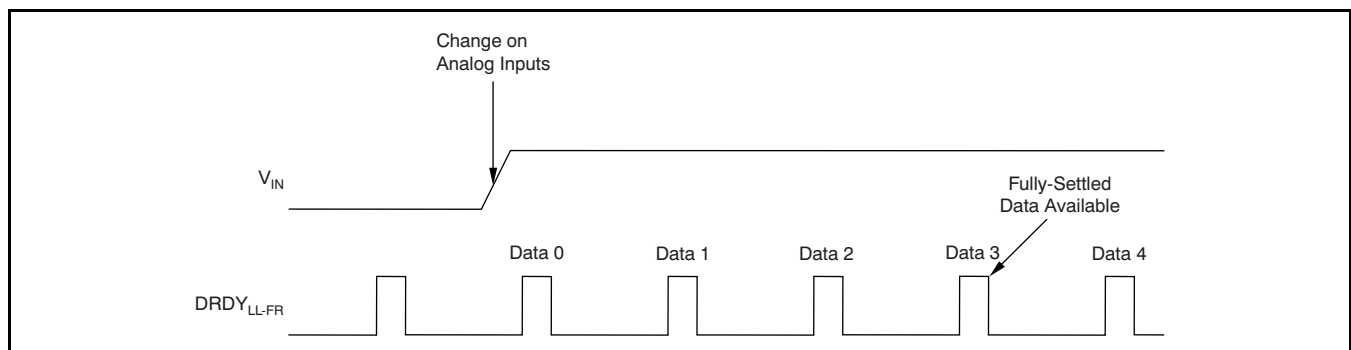 Change on
Analog Inputs
V_IN
Fully-Settled
Data Available
Data 0
Data 1
Data 2
Data 3
Data 4
DRDY_LL-FR